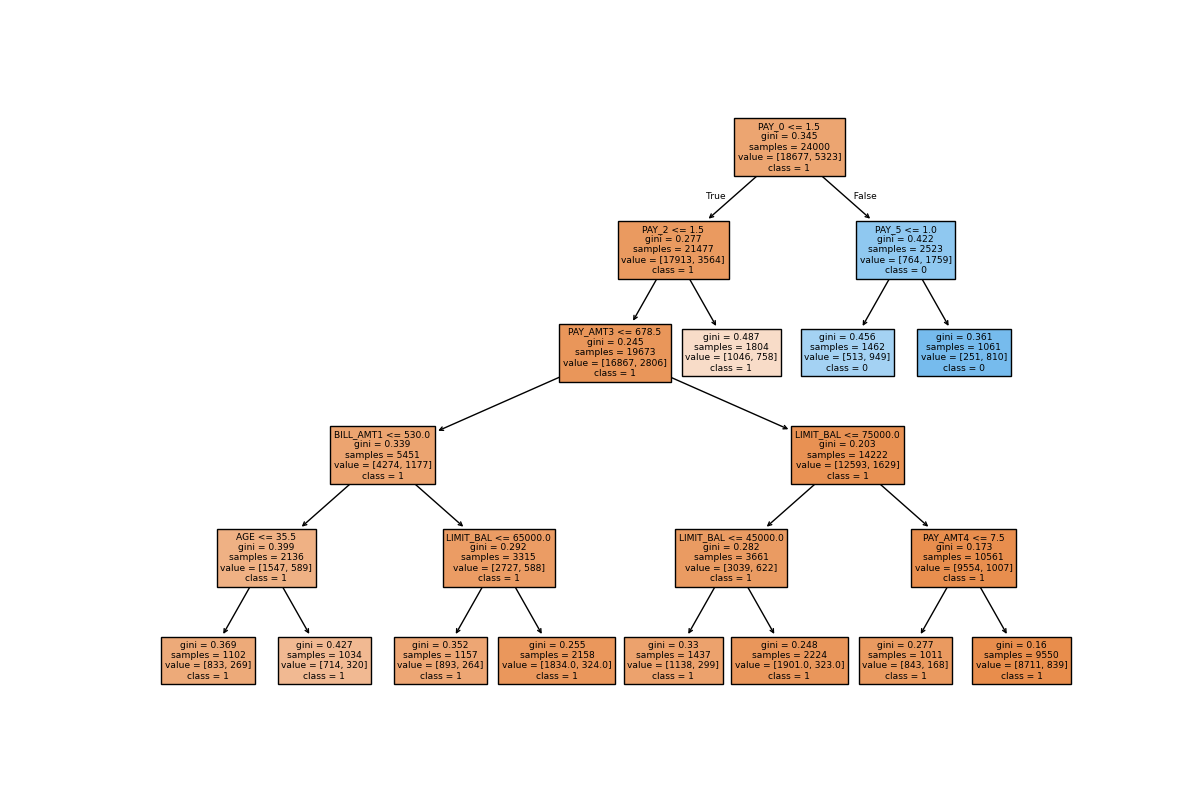 PAY_0 <= 1.5
gini = 0.345
samples = 24000
value = [18677, 5323]
class = 1
True
False
PAY_2 <= 1.5
gini = 0.277
samples = 21477
value = [17913, 3564]
class = 1
PAY_5 <= 1.0
gini = 0.422
samples = 2523
value = [764, 1759]
class = 0
PAY_AMT3 <= 678.5
gini = 0.245
samples = 19673
value = [16867, 2806]
class = 1
gini = 0.487
samples = 1804
value = [1046, 758]
class = 1
gini = 0.456
samples = 1462
value = [513, 949]
class = 0
gini = 0.361
samples = 1061
value = [251, 810]
class = 0
BILL_AMT1 <= 530.0
gini = 0.339
samples = 5451
value = [4274, 1177]
class = 1
LIMIT_BAL <= 75000.0
gini = 0.203
samples = 14222
value = [12593, 1629]
class = 1
AGE <= 35.5
gini = 0.399
samples = 2136
value = [1547, 589]
class = 1
LIMIT_BAL <= 65000.0
gini = 0.292
samples = 3315
value = [2727, 588]
class = 1
LIMIT_BAL <= 45000.0
gini = 0.282
samples = 3661
value = [3039, 622]
class = 1
PAY_AMT4 <= 7.5
gini = 0.173
samples = 10561
value = [9554, 1007]
class = 1
gini = 0.369
samples = 1102
value = [833, 269]
class = 1
gini = 0.427
samples = 1034
value = [714, 320]
class = 1
gini = 0.352
samples = 1157
value = [893, 264]
class = 1
gini = 0.255
samples = 2158
value = [1834.0, 324.0]
class = 1
gini = 0.33
samples = 1437
value = [1138, 299]
class = 1
gini = 0.248
samples = 2224
value = [1901.0, 323.0]
class = 1
gini = 0.277
samples = 1011
value = [843, 168]
class = 1
gini = 0.16
samples = 9550
value = [8711, 839]
class = 1